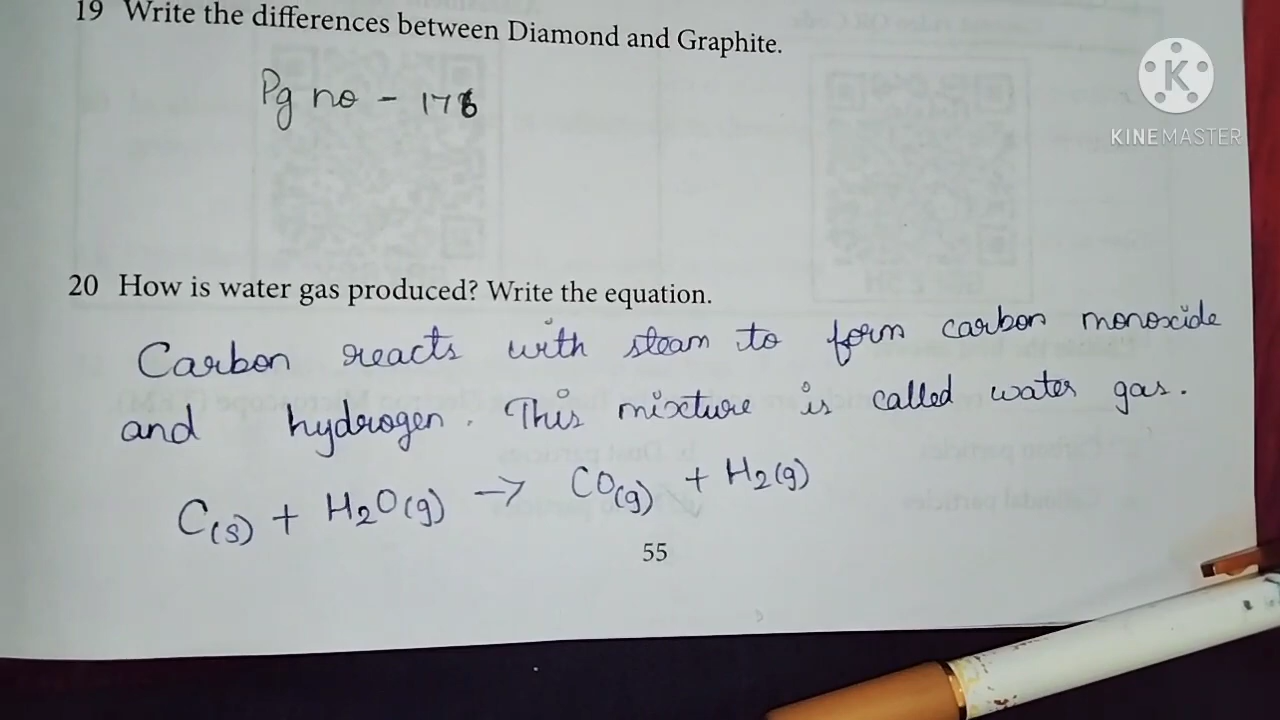 19 Write the differences between Diamond and Graphite.
Pg no - 176
KINEMASTER
20 How is water gas produced? Write the equation.
Carbon reacts with steam to form carbon monoxide
and hydrogen. This mixture is called water gas.
C(s) + H2O(g) → CO(g) + H2(g)
55